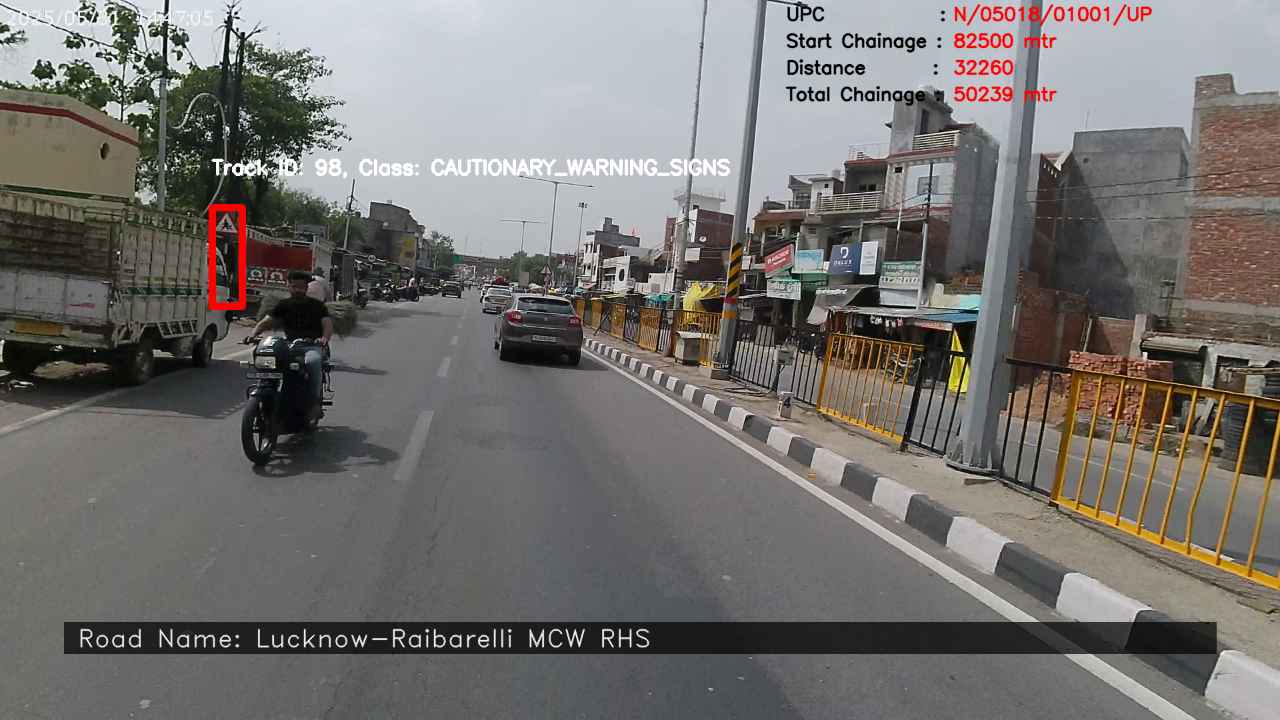 UPC : N/05018/01001/UP
Start Chainage : 82500 mtr
Distance : 32260
Total Chainage : 50239 mtr
Track ID: 98, Class: CAUTIONARY_WARNING_SIGNS
Road Name: Lucknow-Raibarelli MCW RHS